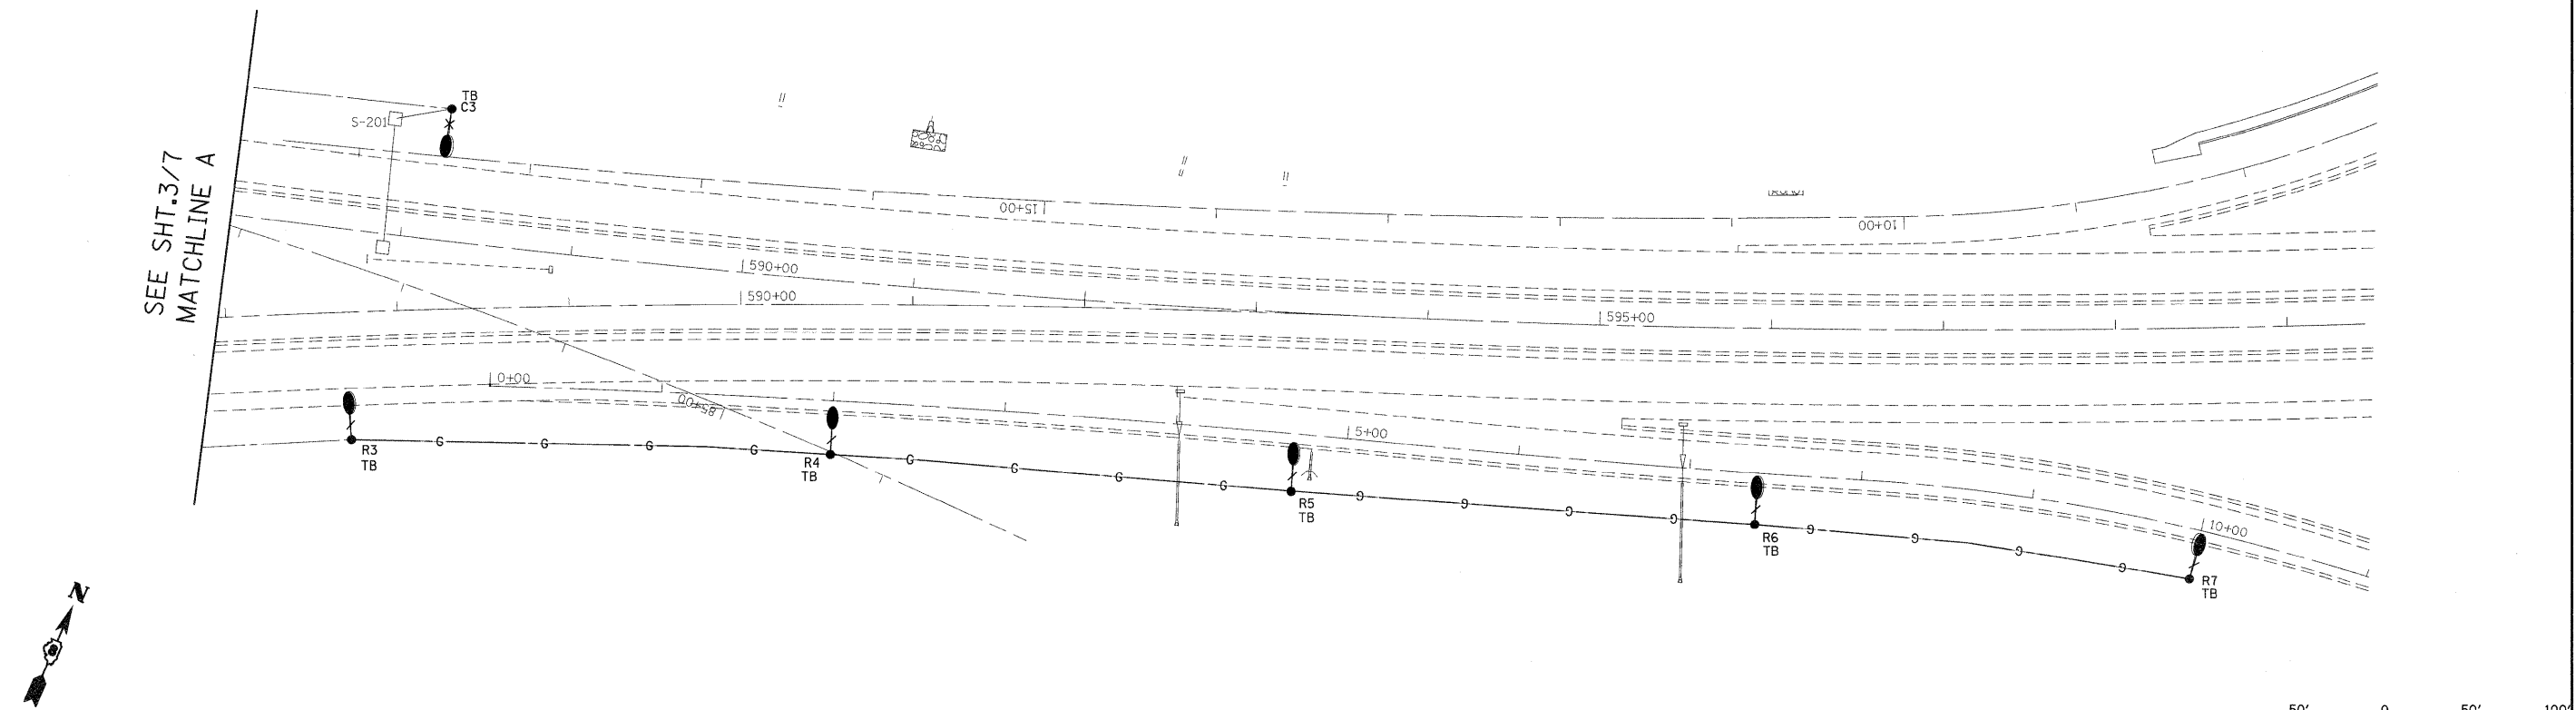 SEE SHT.3/7
MATCHLINE A
TB
C3
S-201
15+00
10+00
590+00
590+00
595+00
0+00
85+00
5+00
10+00
G G G G G G G G G G G G G G G G
R3
TB
R4
TB
R5
TB
R6
TB
R7
TB
N
50' 0 50' 100'